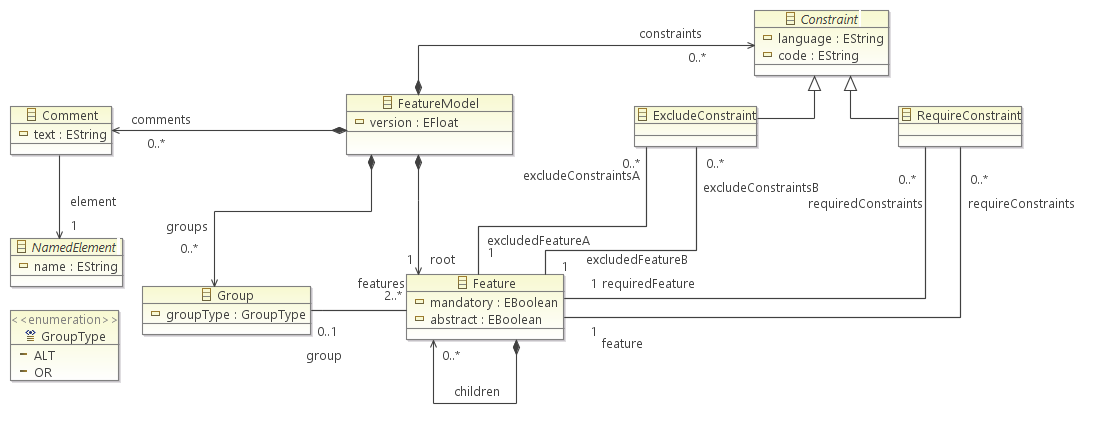 Constraint
language : EString
code : EString
constraints
0..*
FeatureModel
version : EFloat
Comment
text : EString
comments
0..*
ExcludeConstraint
RequireConstraint
0..*
excludeConstraintsA
0..*
excludeConstraintsB
0..*
requiredConstraints
0..*
requireConstraints
element
1
NamedElement
name : EString
groups
0..*
1
root
excludedFeatureA
1
1
excludedFeatureB
Group
groupType : GroupType
features
2..*
Feature
mandatory : EBoolean
abstract : EBoolean
1
requiredFeature
<<enumeration>>
GroupType
ALT
OR
0..1
group
1
feature
0..*
children